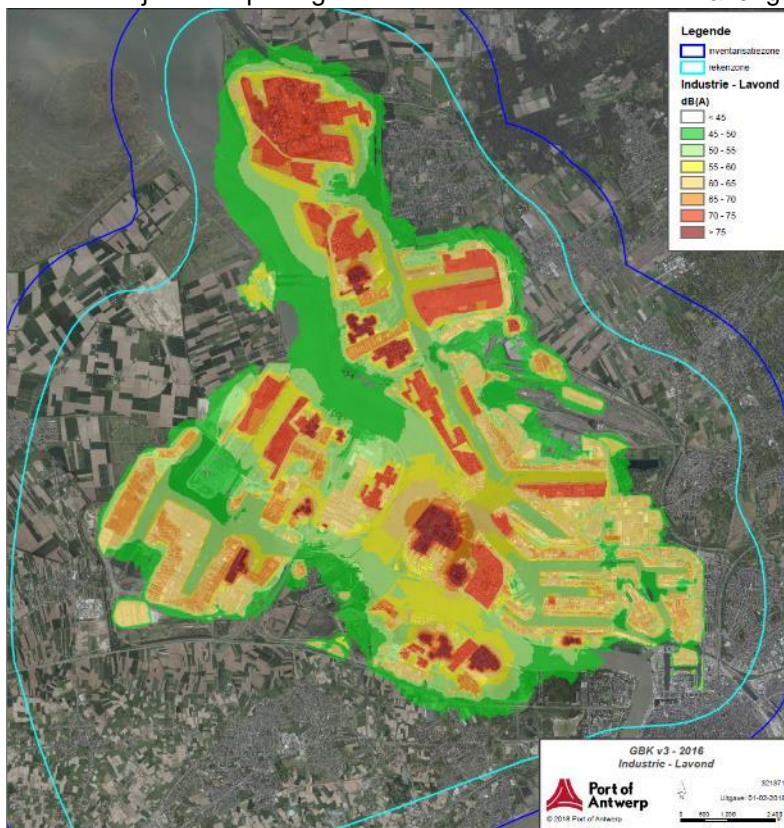 Legende
inventarisatiezone
rekenzone
Industrie - Lavond
dB(A)
< 45
45 - 50
50 - 55
55 - 60
60 - 65
65 - 70
70 - 75
> 75
GBK v3 - 2016
Industrie - Lavond
Port of
Antwerp
© 2018 Port of Antwerp